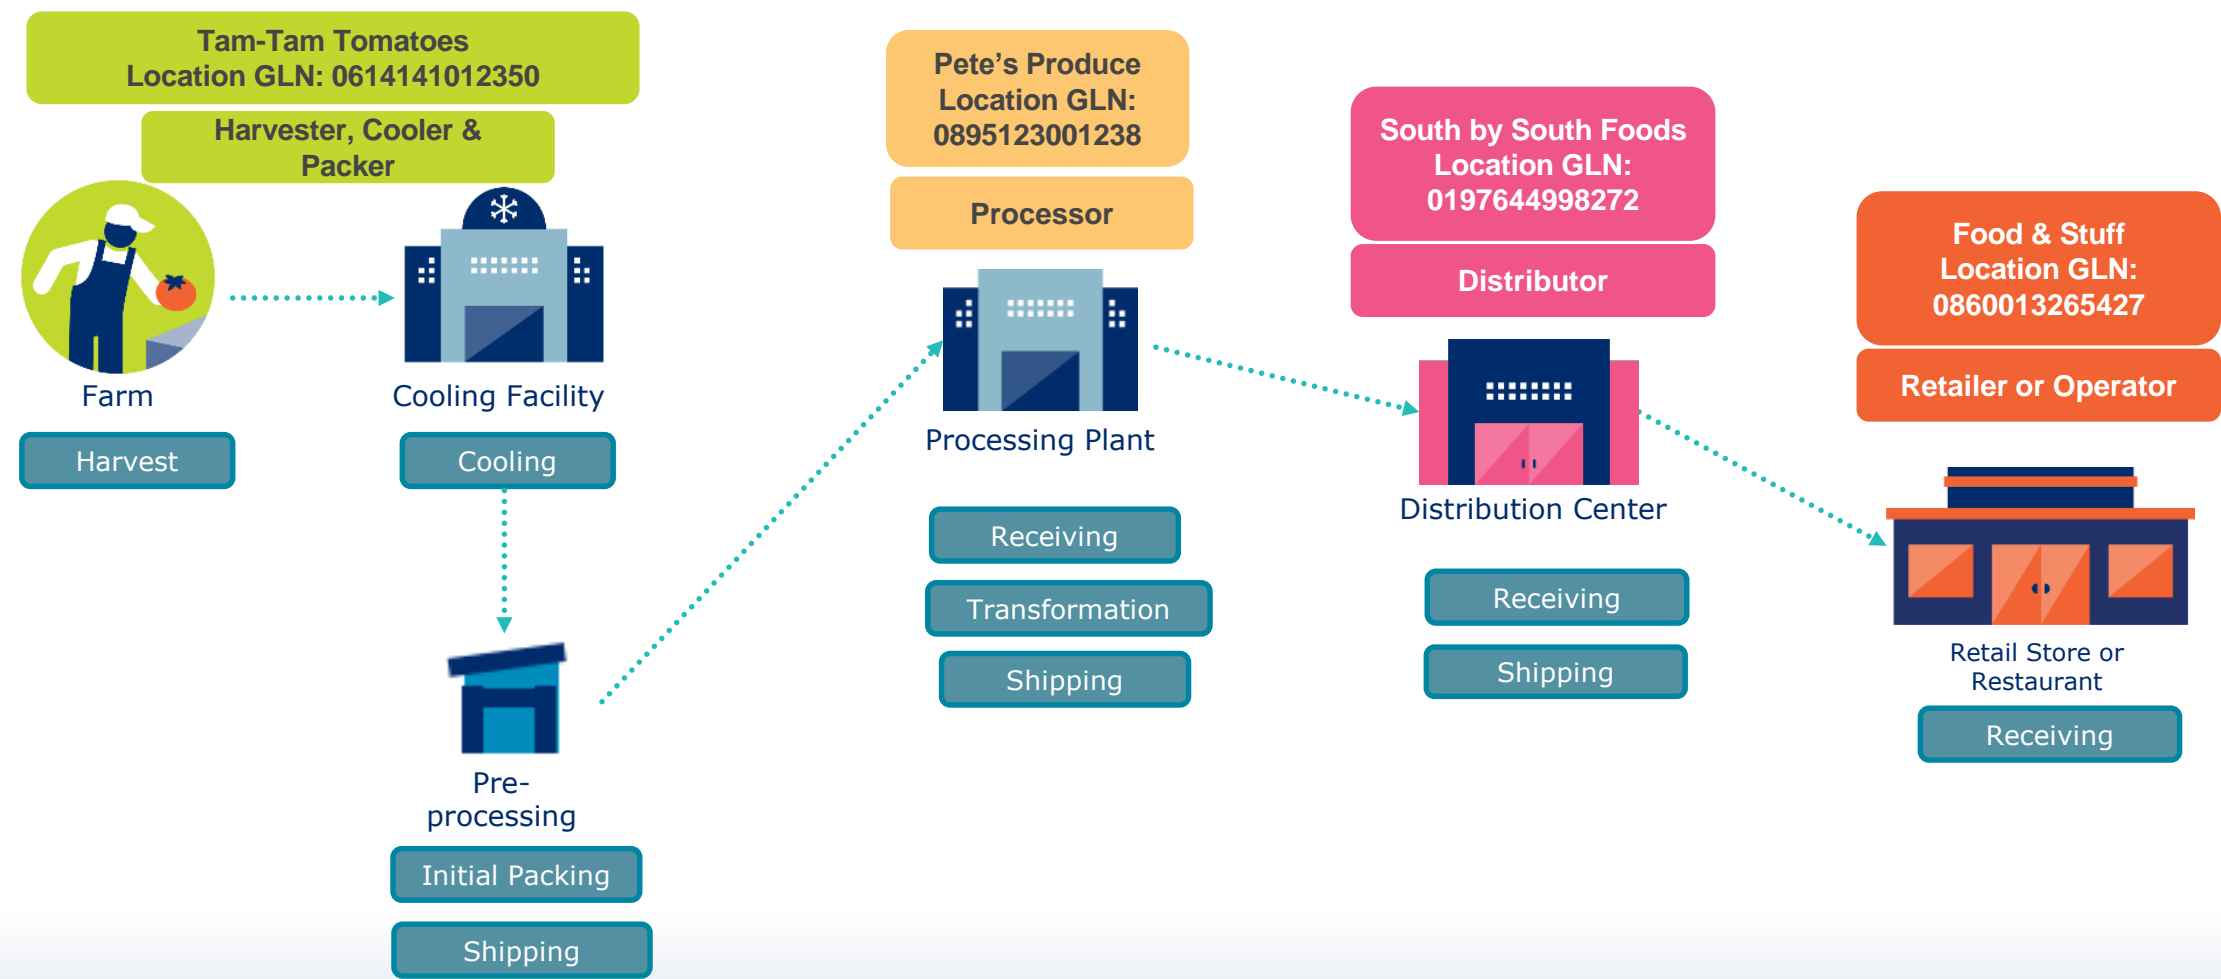 Tam-Tam Tomatoes
Location GLN: 0614141012350
Harvester, Cooler &
Packer
Farm
Harvest
Cooling Facility
Cooling
Pre-
processing
Initial Packing
Shipping
Pete’s Produce
Location GLN:
0895123001238
Processor
Processing Plant
Receiving
Transformation
Shipping
South by South Foods
Location GLN:
0197644998272
Distributor
Distribution Center
Receiving
Shipping
Food & Stuff
Location GLN:
0860013265427
Retailer or Operator
Retail Store or
Restaurant
Receiving